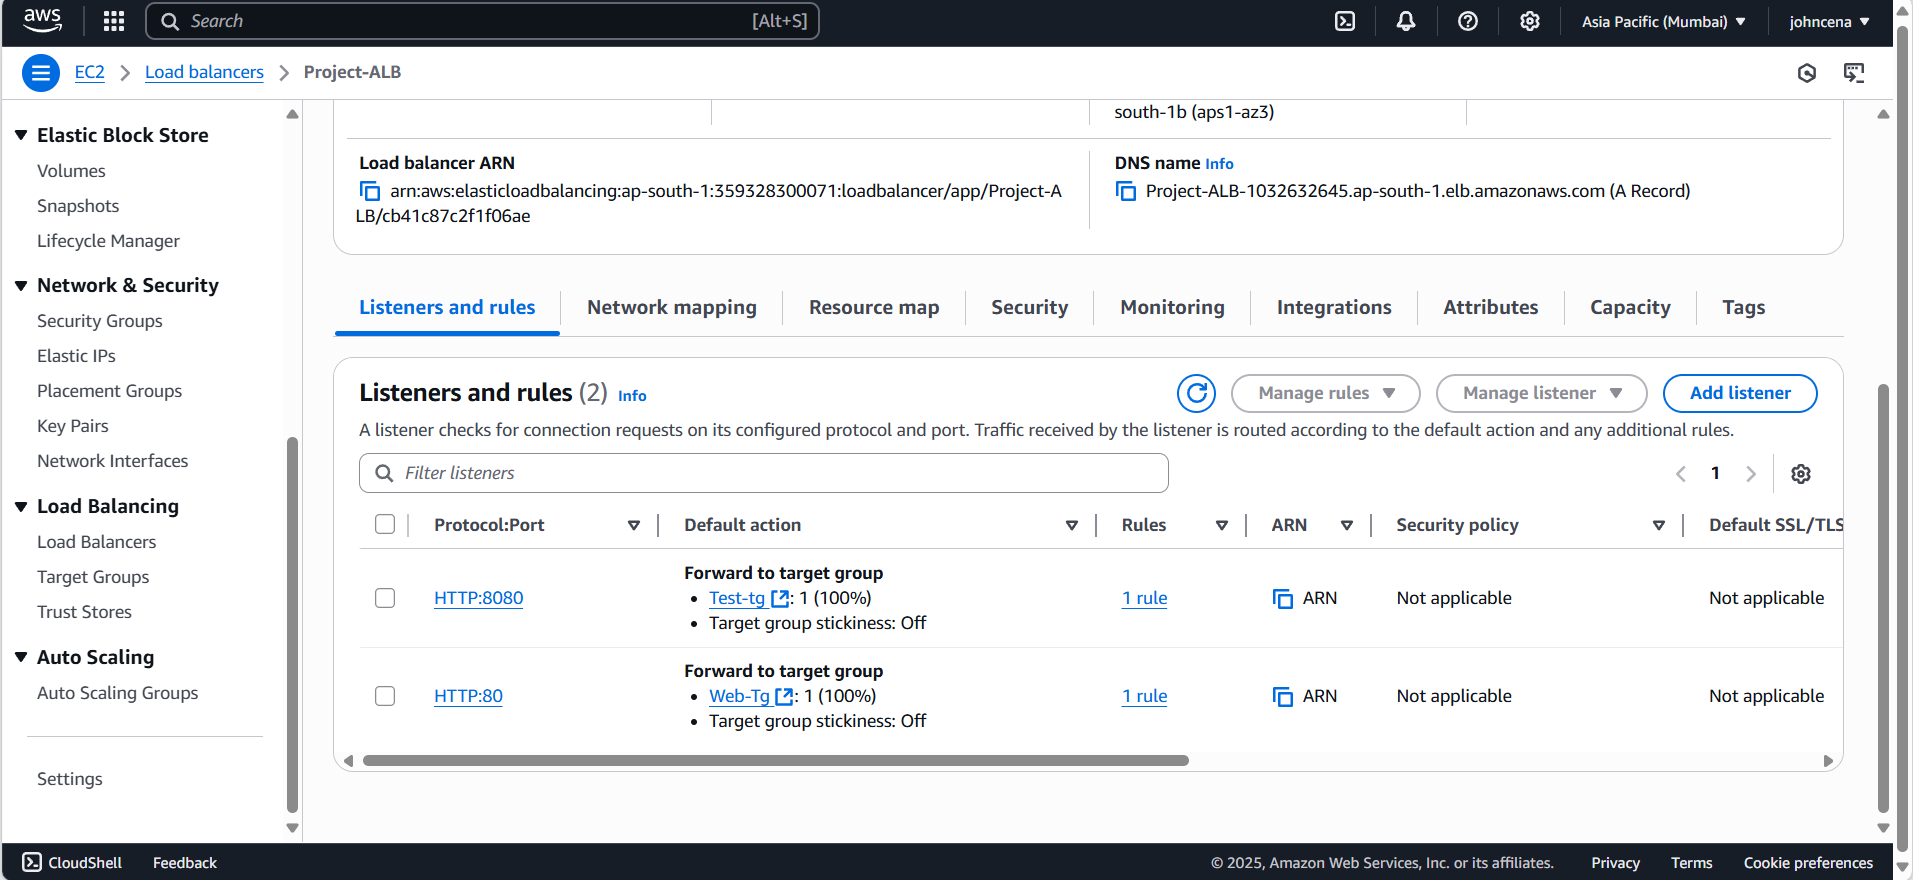 aws
Search [Alt+S]
Asia Pacific (Mumbai)
johncena
EC2
Load balancers
Project-ALB
Elastic Block Store
Volumes
Snapshots
Lifecycle Manager
Network & Security
Security Groups
Elastic IPs
Placement Groups
Key Pairs
Network Interfaces
Load Balancing
Load Balancers
Target Groups
Trust Stores
Auto Scaling
Auto Scaling Groups
Settings
south-1b (aps1-az3)
Load balancer ARN
arn:aws:elasticloadbalancing:ap-south-1:359328300071:loadbalancer/app/Project-A
LB/cb41c87c2f1f06ae
DNS name Info
Project-ALB-1032632645.ap-south-1.elb.amazonaws.com (A Record)
Listeners and rules
Network mapping
Resource map
Security
Monitoring
Integrations
Attributes
Capacity
Tags
Listeners and rules (2) Info
Manage rules
Manage listener
Add listener
A listener checks for connection requests on its configured protocol and port. Traffic received by the listener is routed according to the default action and any additional rules.
Filter listeners
1
Protocol:Port
Default action
Rules
ARN
Security policy
Default SSL/TLS
HTTP:8080
Forward to target group
• Test-tg : 1 (100%)
• Target group stickiness: Off
1 rule
ARN
Not applicable
Not applicable
HTTP:80
Forward to target group
• Web-Tg : 1 (100%)
• Target group stickiness: Off
1 rule
ARN
Not applicable
Not applicable
CloudShell
Feedback
© 2025, Amazon Web Services, Inc. or its affiliates.
Privacy
Terms
Cookie preferences